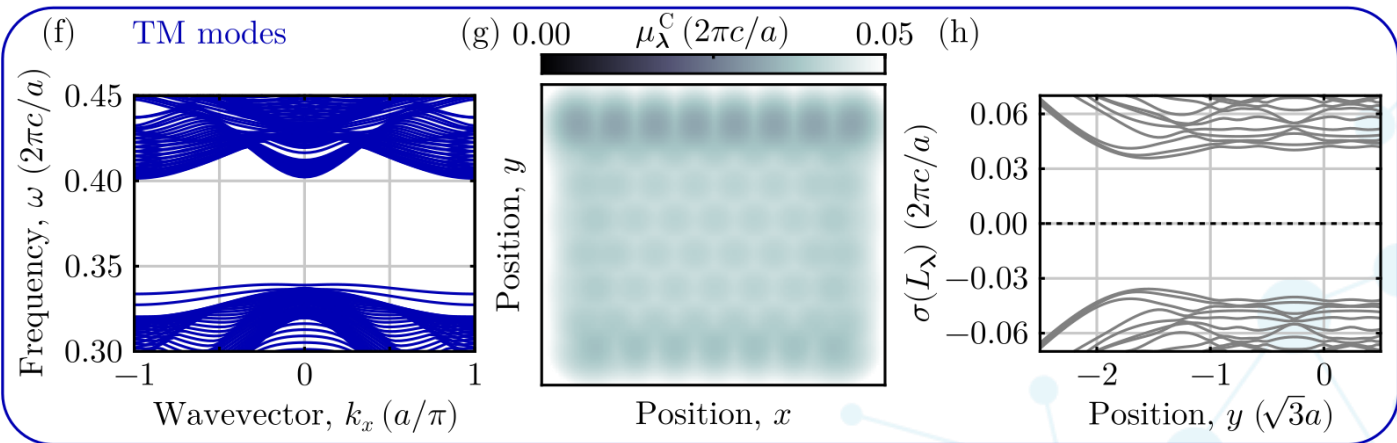 (f) TM modes
Frequency, ω (2πc/a)
0.45
0.40
0.35
0.30
−1 0 1
Wavevector, kₓ (a/π)
(g) 0.00 μ_λ^C (2πc/a) 0.05
Position, y
Position, x
(h)
σ(L_λ) (2πc/a)
0.06
0.03
0.00
−0.03
−0.06
−2 −1 0
Position, y (√3a)